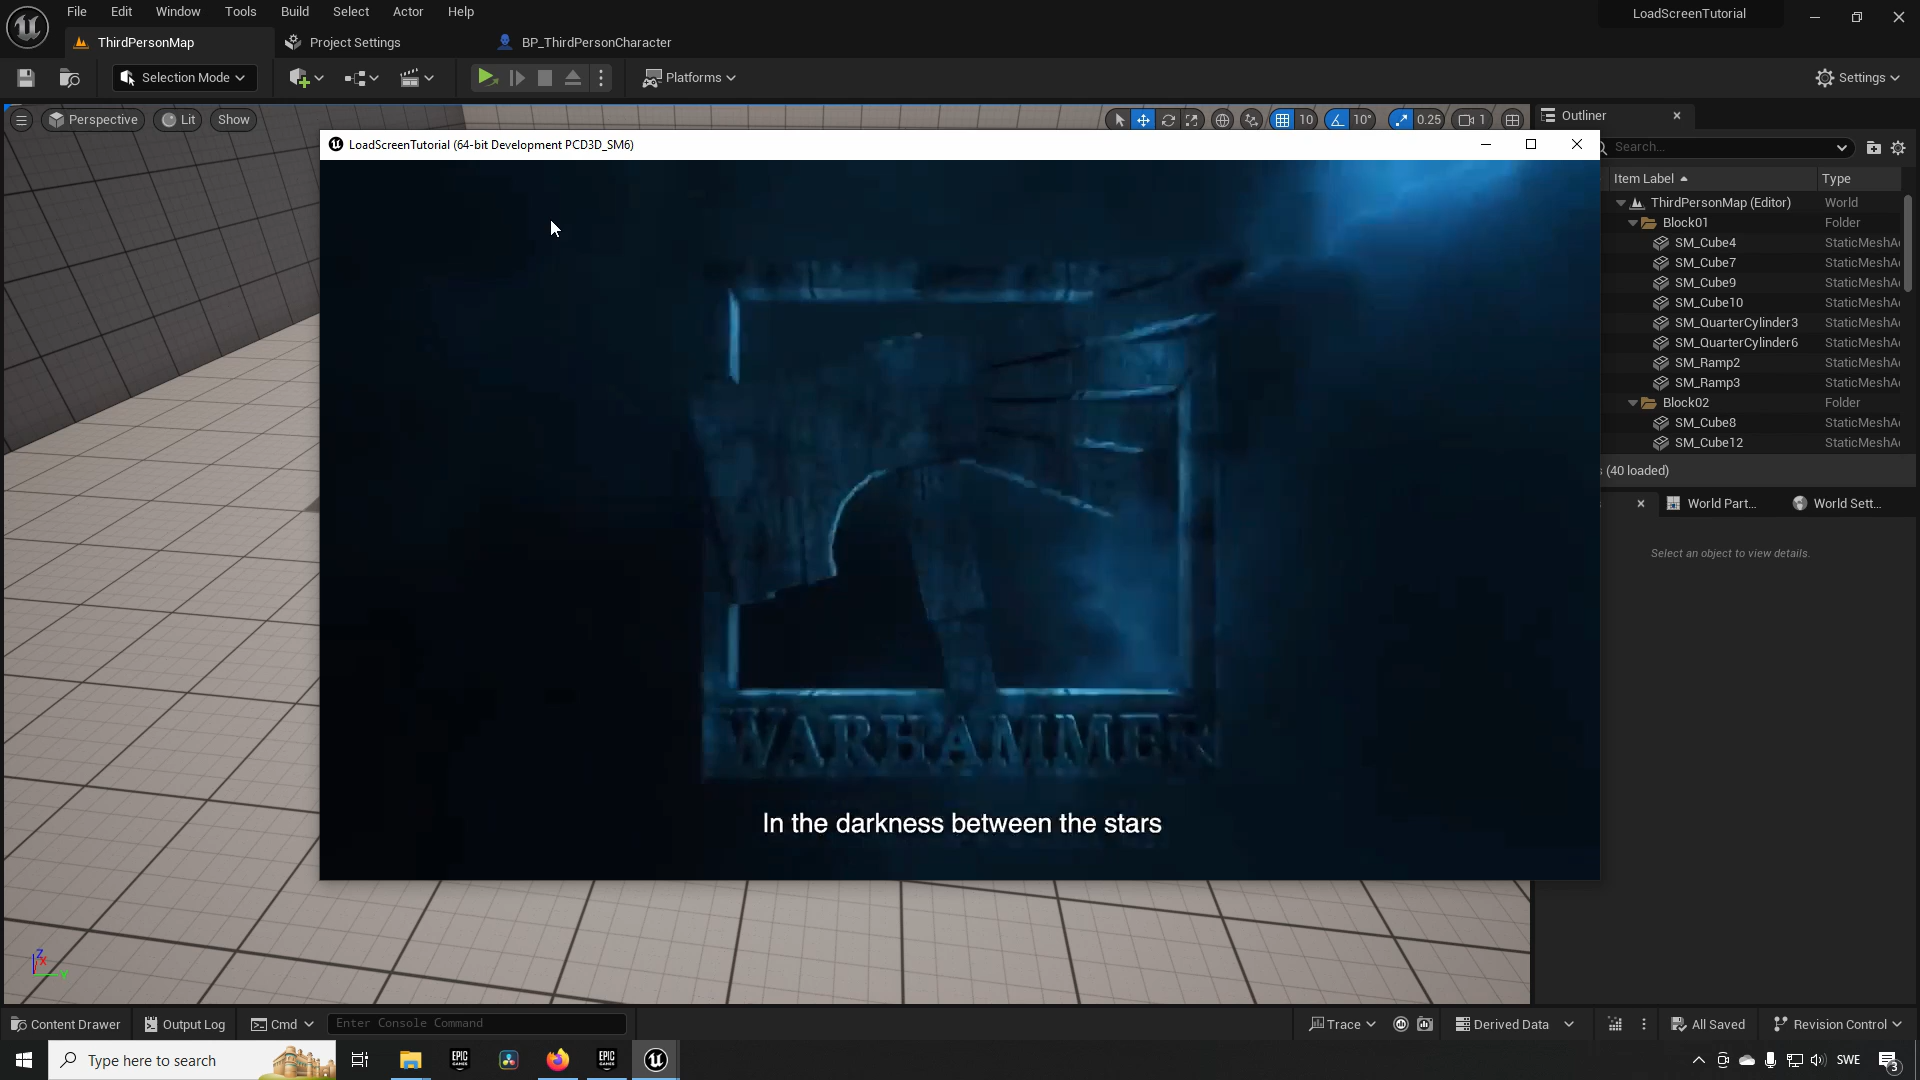 File Edit Window Tools Build Select Actor Help
LoadScreenTutorial
ThirdPersonMap
Project Settings
BP_ThirdPersonCharacter
Selection Mode
Platforms
Settings
Perspective
Lit
Show
10
10°
0.25
1
Outliner
LoadScreenTutorial (64-bit Development PCD3D_SM6)
Search...
Item Label
Type
ThirdPersonMap (Editor) World
Block01 Folder
SM_Cube4 StaticMeshA
SM_Cube7 StaticMeshA
SM_Cube9 StaticMeshA
SM_Cube10 StaticMeshA
SM_QuarterCylinder3 StaticMeshA
SM_QuarterCylinder6 StaticMeshA
SM_Ramp2 StaticMeshA
SM_Ramp3 StaticMeshA
Block02 Folder
SM_Cube8 StaticMeshA
SM_Cube12 StaticMeshA
s (40 loaded)
World Part...
World Sett...
Select an object to view details.
WARHAMMER
In the darkness between the stars
Z
X
Y
Content Drawer
Output Log
Cmd
Enter Console Command
Trace
Derived Data
All Saved
Revision Control
Type here to search
EPIC GAMES
EPIC GAMES
SWE
3